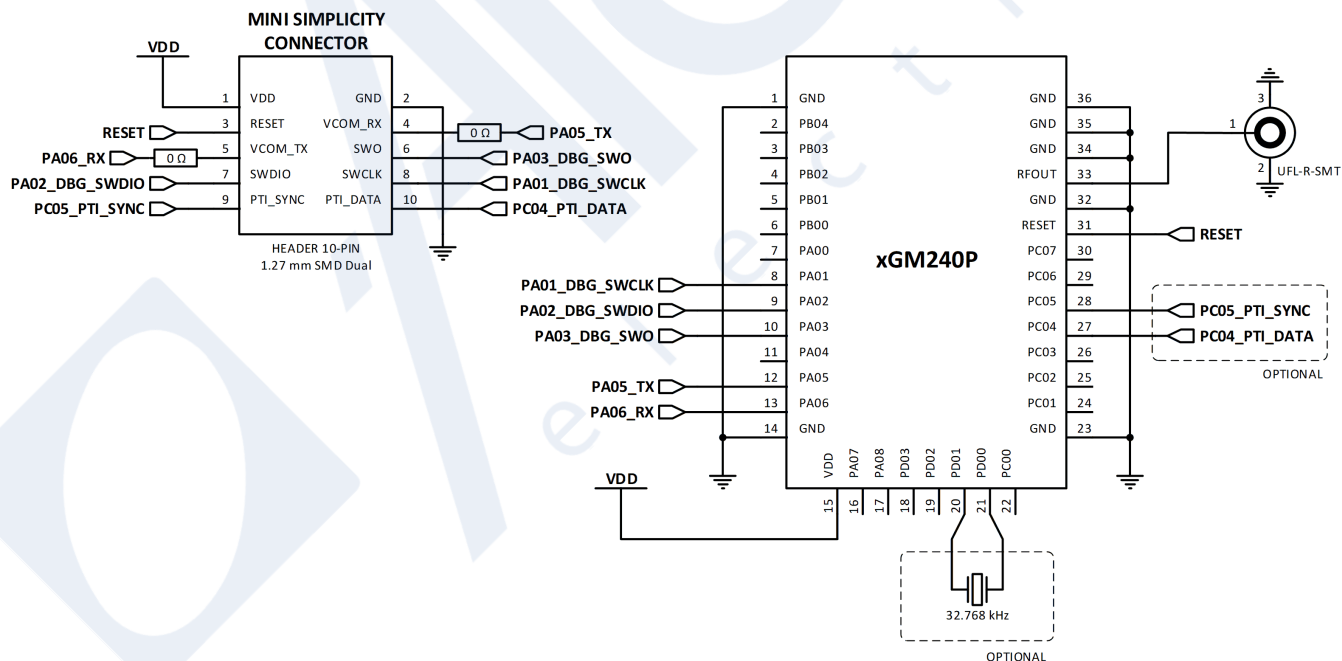 MINI SIMPLICITY
CONNECTOR
VDD
1 VDD GND 2
RESET 3 RESET VCOM_RX 4 0 Ω PA05_TX
PA06_RX 0 Ω 5 VCOM_TX SWO 6 PA03_DBG_SWO
PA02_DBG_SWDIO 7 SWDIO SWCLK 8 PA01_DBG_SWCLK
PC05_PTI_SYNC 9 PTI_SYNC PTI_DATA 10 PC04_PTI_DATA
HEADER 10-PIN
1.27 mm SMD Dual
xGM240P
1 GND GND 36
2 PB04 GND 35
3 PB03 GND 34
4 PB02 RFOUT 33
5 PB01 GND 32
6 PB00 RESET 31 RESET
7 PA00 PC07 30
PA01_DBG_SWCLK 8 PA01 PC06 29
PA02_DBG_SWDIO 9 PA02 PC05 28 PC05_PTI_SYNC
PA03_DBG_SWO 10 PA03 PC04 27 PC04_PTI_DATA
11 PA04 PC03 26
PA05_TX 12 PA05 PC02 25
PA06_RX 13 PA06 PC01 24
14 GND GND 23
OPTIONAL
3
1
2
UFL-R-SMT
VDD
VDD PA07 PA08 PD03 PD02 PD01 PD00 PC00
15 16 17 18 19 20 21 22
32.768 kHz
OPTIONAL